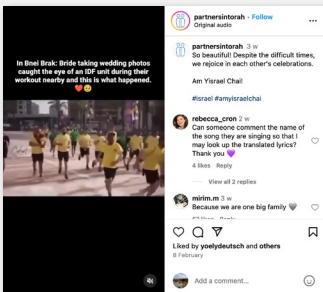 In Bnei Brak: Bride taking wedding photos
caught the eye of an IDF unit during their
workout nearby and this is what happened.
❤️🥹
partnersintorah · Follow
Original audio
partnersintorah 3 w
So beautiful! Despite the difficult times,
we rejoice in each other's celebrations.
Am Yisrael Chai!
#israel #amyisraelchai
rebecca_cron 2 w
Can someone comment the name of
the song they are singing so that I
may look up the translated lyrics?
Thank you 💜
4 likes Reply
View all 2 replies
mirim.m 3 w
Because we are one big family 🤍
Liked by yoelydeutsch and others
8 February
Add a comment...